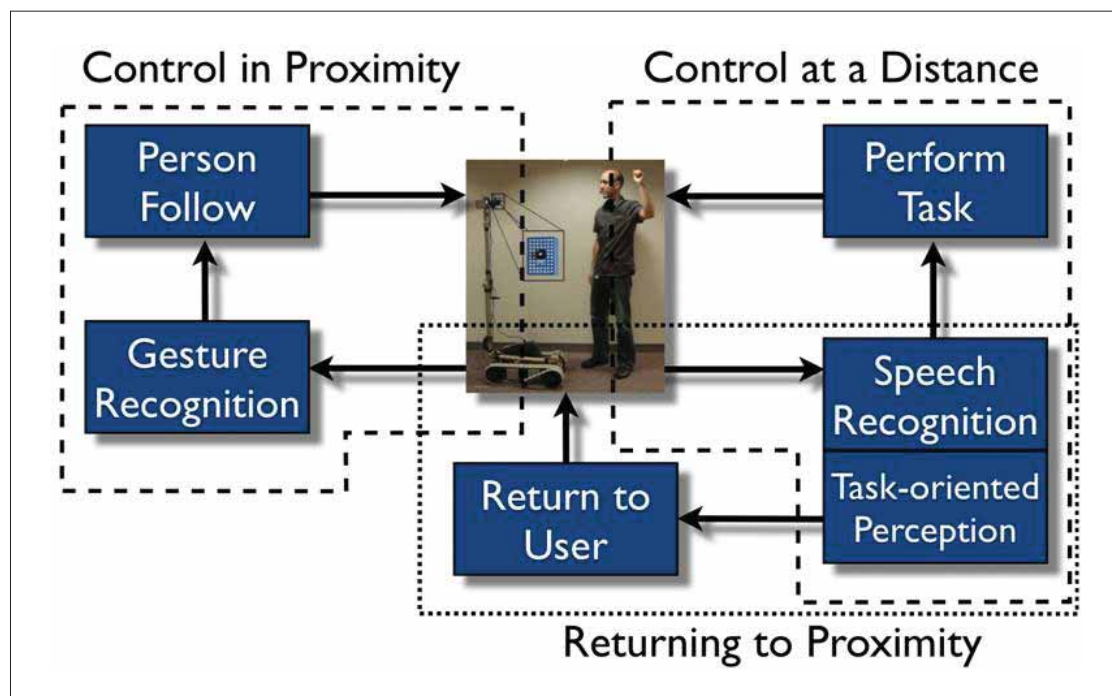 Control in Proximity
Control at a Distance
Person
Follow
Perform
Task
Gesture
Recognition
Speech
Recognition
Task-oriented
Perception
Return to
User
Returning to Proximity